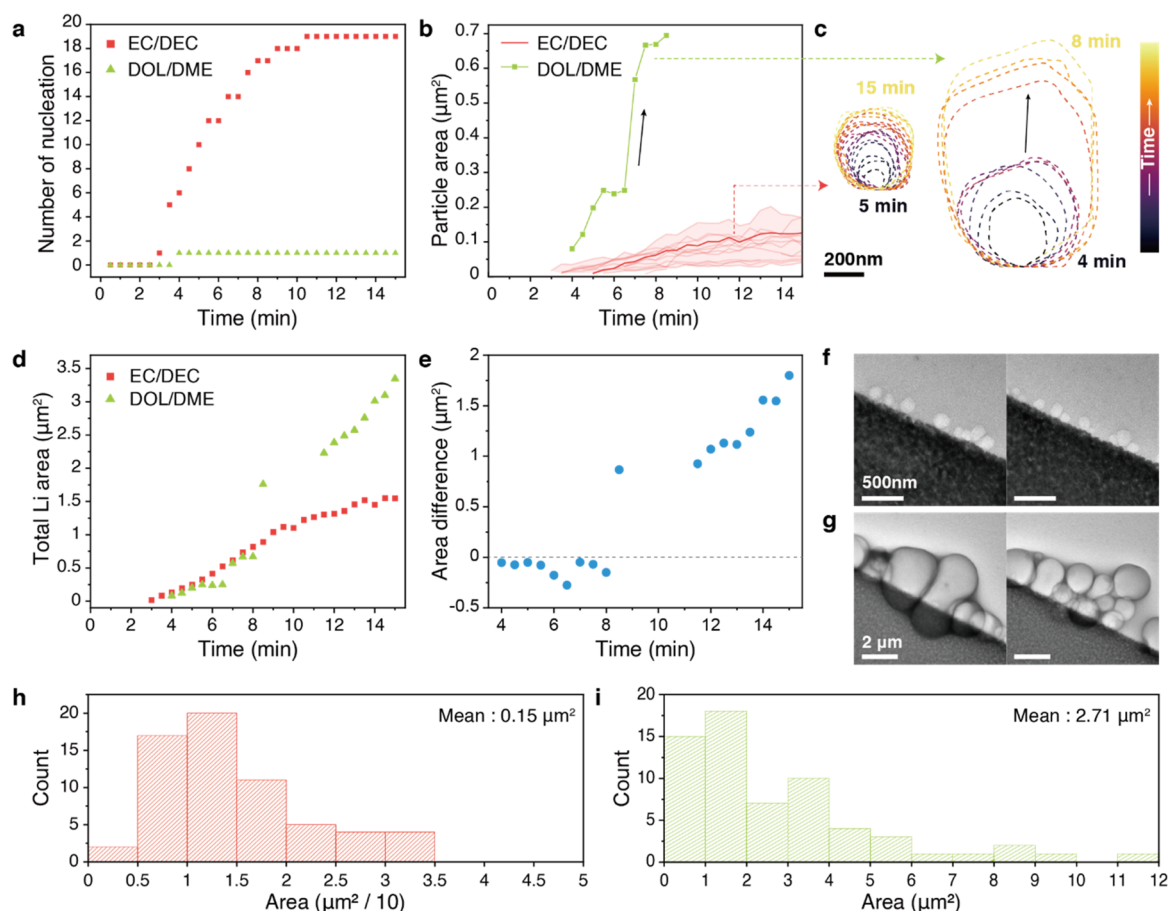 a
20
18
16
14
12
10
8
6
4
2
0
Number of nucleation
EC/DEC
DOL/DME
0 2 4 6 8 10 12 14
Time (min)
b
0.7
0.6
0.5
0.4
0.3
0.2
0.1
0
Particle area (µm²)
EC/DEC
DOL/DME
0 2 4 6 8 10 12 14
Time (min)
c
15 min
5 min
8 min
4 min
200nm
Time
d
3.5
3
2.5
2
1.5
1
0.5
0
Total Li area (µm²)
EC/DEC
DOL/DME
0 2 4 6 8 10 12 14
Time (min)
e
2
1.5
1
0.5
0
-0.5
Area difference (µm²)
4 6 8 10 12 14
Time (min)
f
500nm
g
2 µm
h
20
15
10
5
0
Count
Mean : 0.15 µm²
0 0.5 1 1.5 2 2.5 3 3.5 4 4.5 5
Area (µm² / 10)
i
20
15
10
5
0
Count
Mean : 2.71 µm²
0 1 2 3 4 5 6 7 8 9 10 11 12
Area (µm²)